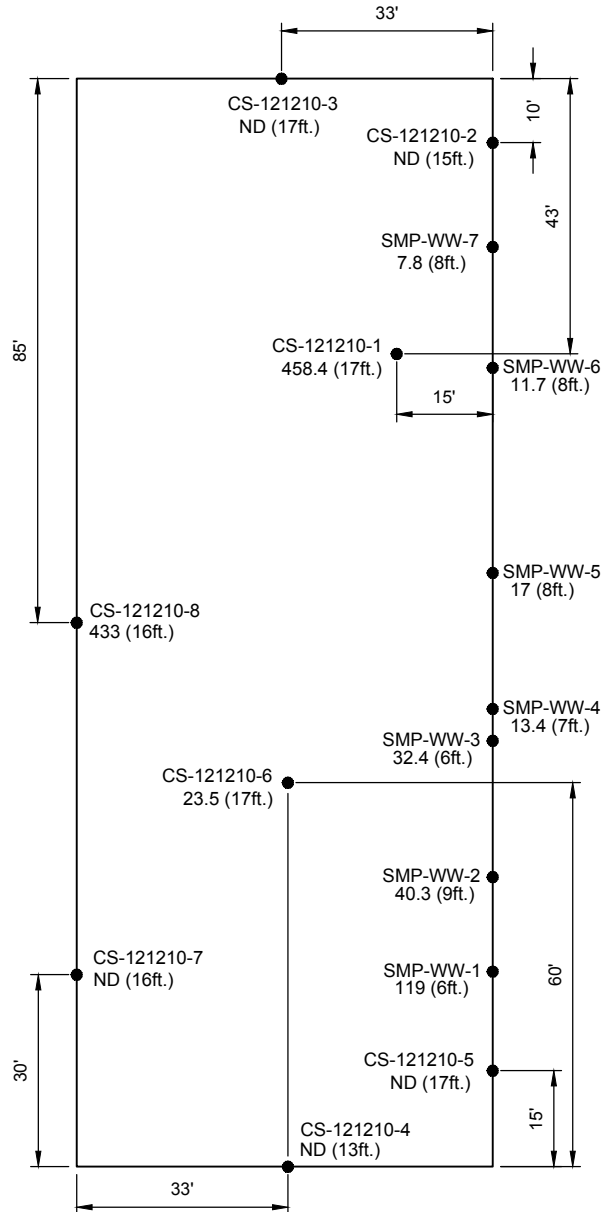 33'
CS-121210-3
ND (17ft.)
10'
CS-121210-2
ND (15ft.)
43'
SMP-WW-7
7.8 (8ft.)
85'
CS-121210-1
458.4 (17ft.)
SMP-WW-6
11.7 (8ft.)
15'
SMP-WW-5
17 (8ft.)
CS-121210-8
433 (16ft.)
SMP-WW-4
13.4 (7ft.)
SMP-WW-3
32.4 (6ft.)
CS-121210-6
23.5 (17ft.)
SMP-WW-2
40.3 (9ft.)
CS-121210-7
ND (16ft.)
SMP-WW-1
119 (6ft.)
60'
30'
CS-121210-5
ND (17ft.)
15'
CS-121210-4
ND (13ft.)
33'